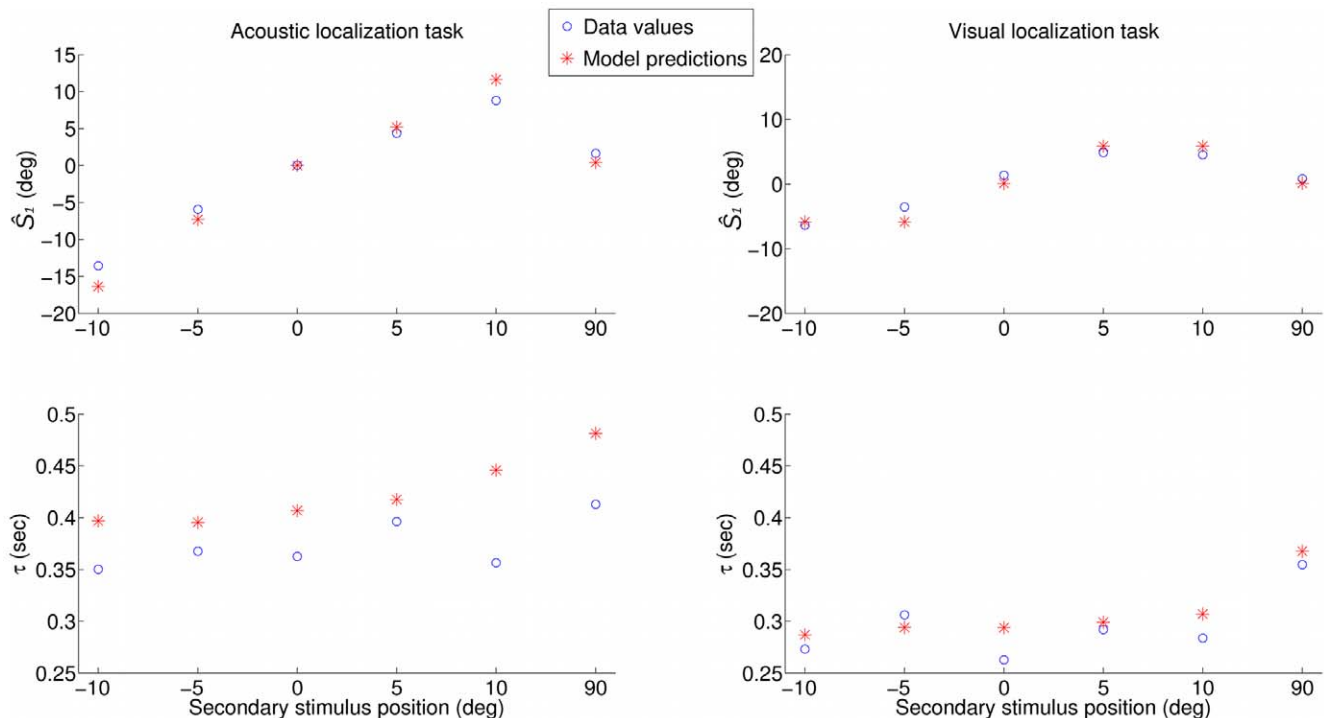 Acoustic localization task
Data values
Model predictions
Visual localization task
15
10
5
0
−5
−10
−15
−20
Ŝ1 (deg)
−10 −5 0 5 10 90
20
10
0
−10
−20
Ŝ1 (deg)
−10 −5 0 5 10 90
0.5
0.45
0.4
0.35
0.3
0.25
τ (sec)
−10 −5 0 5 10 90
Secondary stimulus position (deg)
0.5
0.45
0.4
0.35
0.3
0.25
τ (sec)
−10 −5 0 5 10 90
Secondary stimulus position (deg)